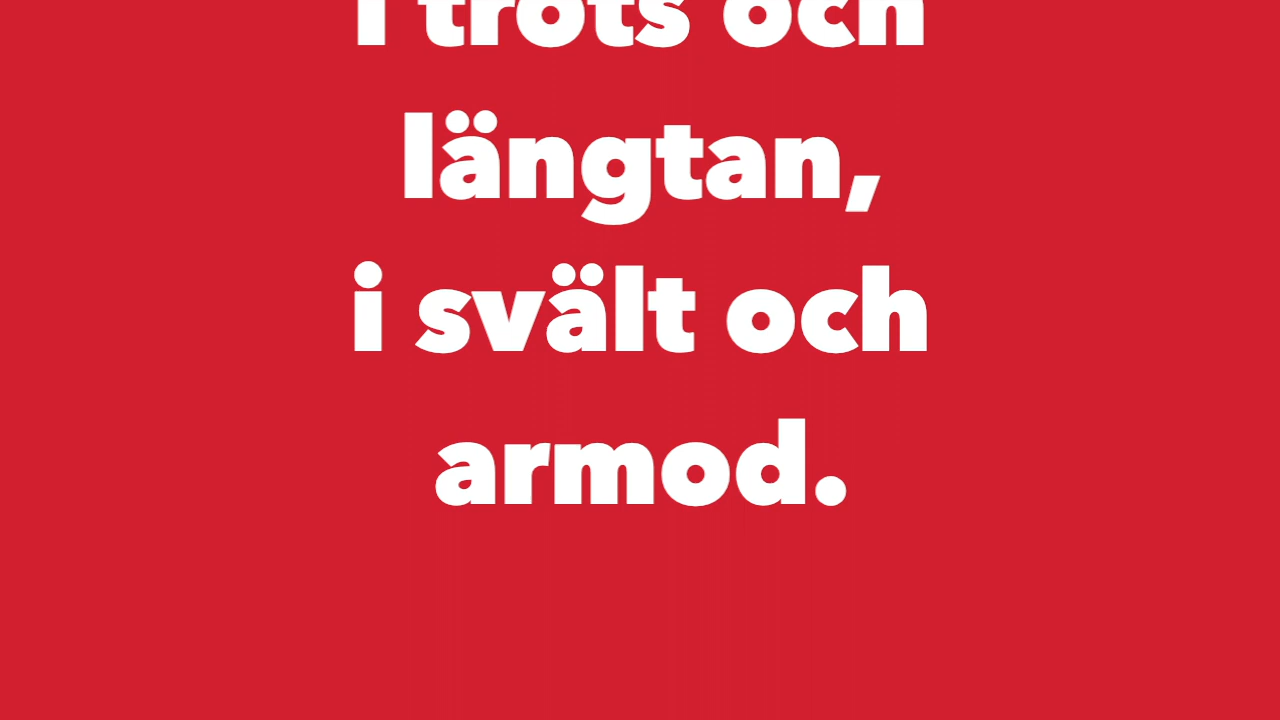 i trots och
längtan,
i svält och
armod.